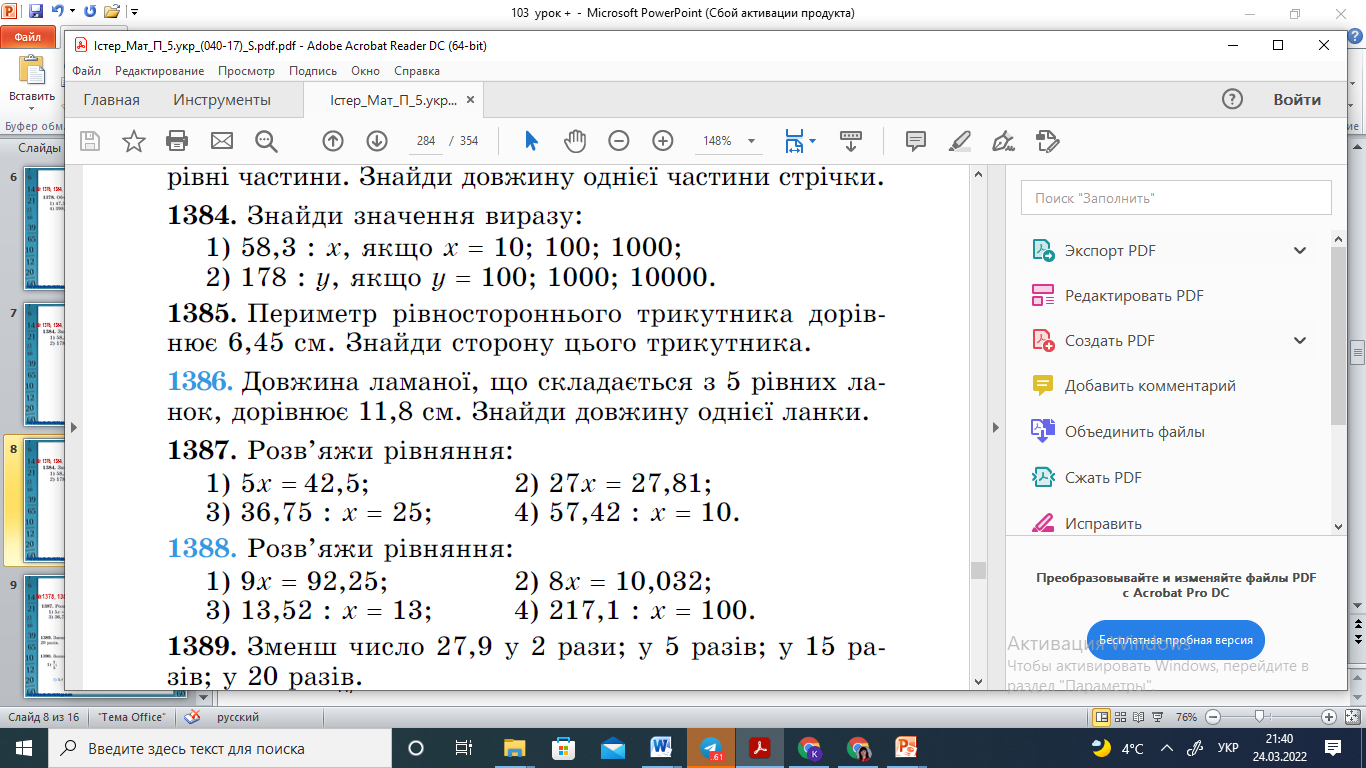 103 урок + - Microsoft PowerPoint (Сбой активации продукта)
Файл
Вставить
Буфер обм
Слайды
Істер_Мат_П_5.укр_(040-17)_S.pdf.pdf - Adobe Acrobat Reader DC (64-bit)
Файл Редактирование Просмотр Подпись Окно Справка
Главная Инструменты Істер_Мат_П_5.укр... × Войти
284 / 354 148%
рівні частини. Знайди довжину однієї частини стрічки.
1384. Знайди значення виразу:
1) 58,3 : x, якщо x = 10; 100; 1000;
2) 178 : y, якщо y = 100; 1000; 10000.
1385. Периметр рівностороннього трикутника дорів-
нює 6,45 см. Знайди сторону цього трикутника.
1386. Довжина ламаної, що складається з 5 рівних ла-
нок, дорівнює 11,8 см. Знайди довжину однієї ланки.
1387. Розв’яжи рівняння:
1) 5x = 42,5; 2) 27x = 27,81;
3) 36,75 : x = 25; 4) 57,42 : x = 10.
1388. Розв’яжи рівняння:
1) 9x = 92,25; 2) 8x = 10,032;
3) 13,52 : x = 13; 4) 217,1 : x = 100.
1389. Зменш число 27,9 у 2 рази; у 5 разів; у 15 ра-
зів; у 20 разів.
Поиск "Заполнить"
Экспорт PDF
Редактировать PDF
Создать PDF
Добавить комментарий
Объединить файлы
Сжать PDF
Исправить
Преобразовывайте и изменяйте файлы PDF
с Acrobat Pro DC
Бесплатная пробная версия
Активация Windows
Чтобы активировать Windows, перейдите в
раздел "Параметры".
6
7
8
9
Слайд 8 из 16 "Тема Office" русский 76%
Введите здесь текст для поиска
61
4°C УКР 21:40
24.03.2022